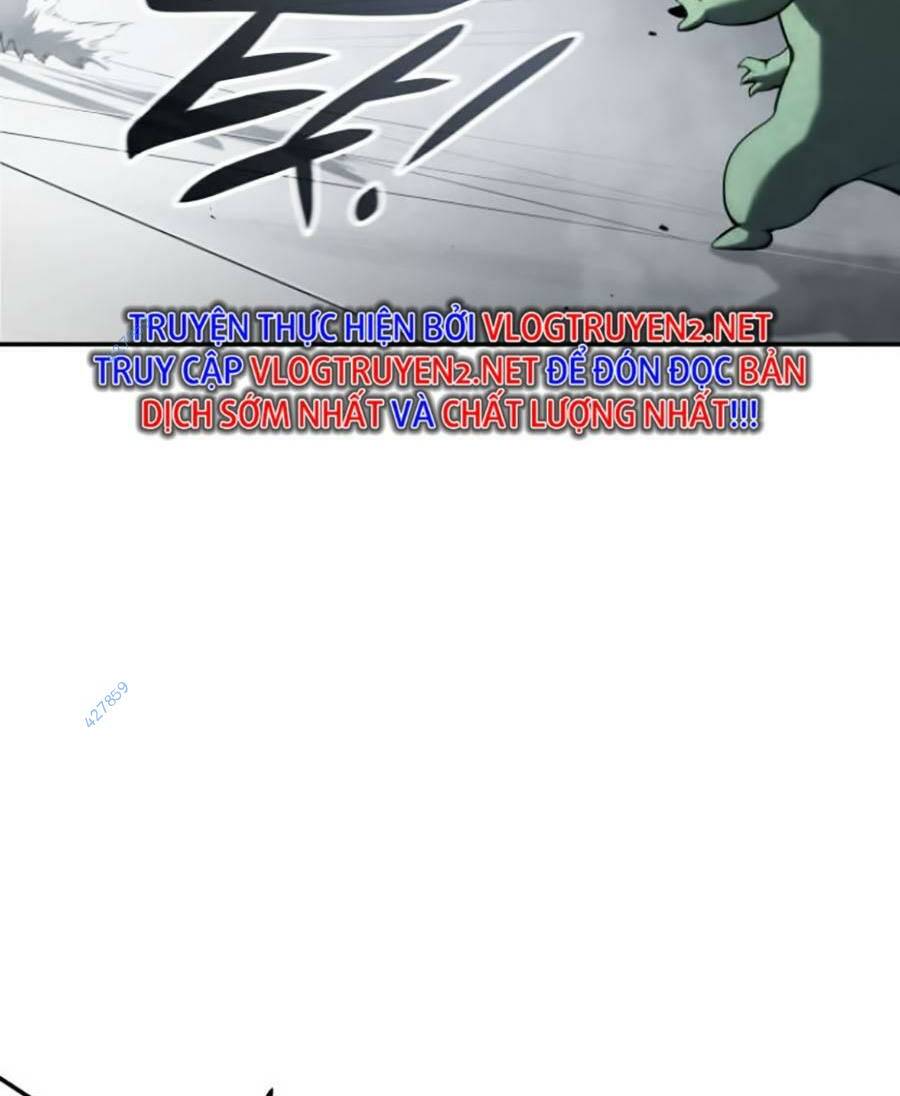 탁!
TRUYỆN THỰC HIỆN BỞI VLOGTRUYEN2.NET
TRUY CẬP VLOGTRUYEN2.NET ĐỂ ĐÓN ĐỌC BẢN
DỊCH SỚM NHẤT VÀ CHẤT LƯỢNG NHẤT!!!
427859